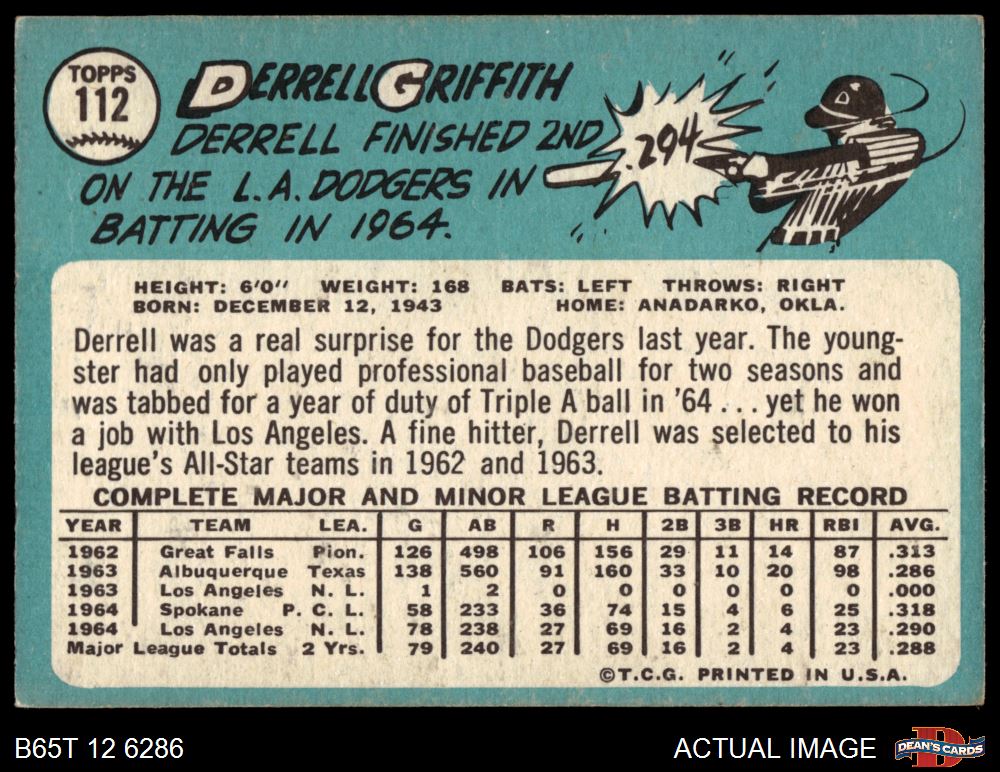 TOPPS
112
DERRELL GRIFFITH
DERRELL FINISHED 2ND
ON THE L.A. DODGERS IN
BATTING IN 1964.
.294
HEIGHT: 6'0" WEIGHT: 168 BATS: LEFT THROWS: RIGHT
BORN: DECEMBER 12, 1943 HOME: ANADARKO, OKLA.
Derrell was a real surprise for the Dodgers last year. The young-
ster had only played professional baseball for two seasons and
was tabbed for a year of duty of Triple A ball in '64 . . . yet he won
a job with Los Angeles. A fine hitter, Derrell was selected to his
league's All-Star teams in 1962 and 1963.
COMPLETE MAJOR AND MINOR LEAGUE BATTING RECORD
YEAR TEAM LEA. G AB R H 2B 3B HR RBI AVG.
1962 Great Falls Pion. 126 498 106 156 29 11 14 87 .313
1963 Albuquerque Texas 138 560 91 160 33 10 20 98 .286
1963 Los Angeles N. L. 1 2 0 0 0 0 0 0 .000
1964 Spokane P. C. L. 58 233 36 74 15 4 6 25 .318
1964 Los Angeles N. L. 78 238 27 69 16 2 4 23 .290
Major League Totals 2 Yrs. 79 240 27 69 16 2 4 23 .288
©T.C.G. PRINTED IN U.S.A.
B65T 12 6286
ACTUAL IMAGE
D
DEAN'S CARDS